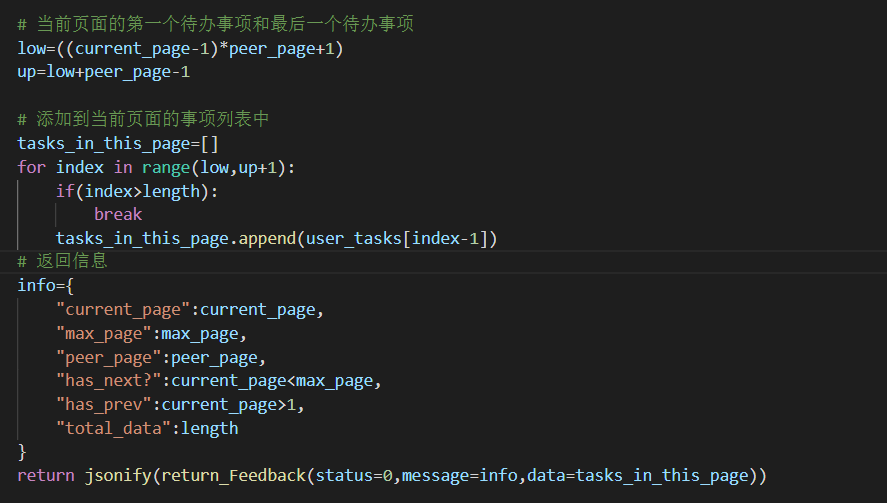 # 当前页面的第一个待办事项和最后一个待办事项
low=((current_page-1)*peer_page+1)
up=low+peer_page-1
# 添加到当前页面的事项列表中
tasks_in_this_page=[]
for index in range(low,up+1):
if(index>length):
break
tasks_in_this_page.append(user_tasks[index-1])
# 返回信息
info={
"current_page":current_page,
"max_page":max_page,
"peer_page":peer_page,
"has_next?":current_page<max_page,
"has_prev":current_page>1,
"total_data":length
}
return jsonify(return_Feedback(status=0,message=info,data=tasks_in_this_page))